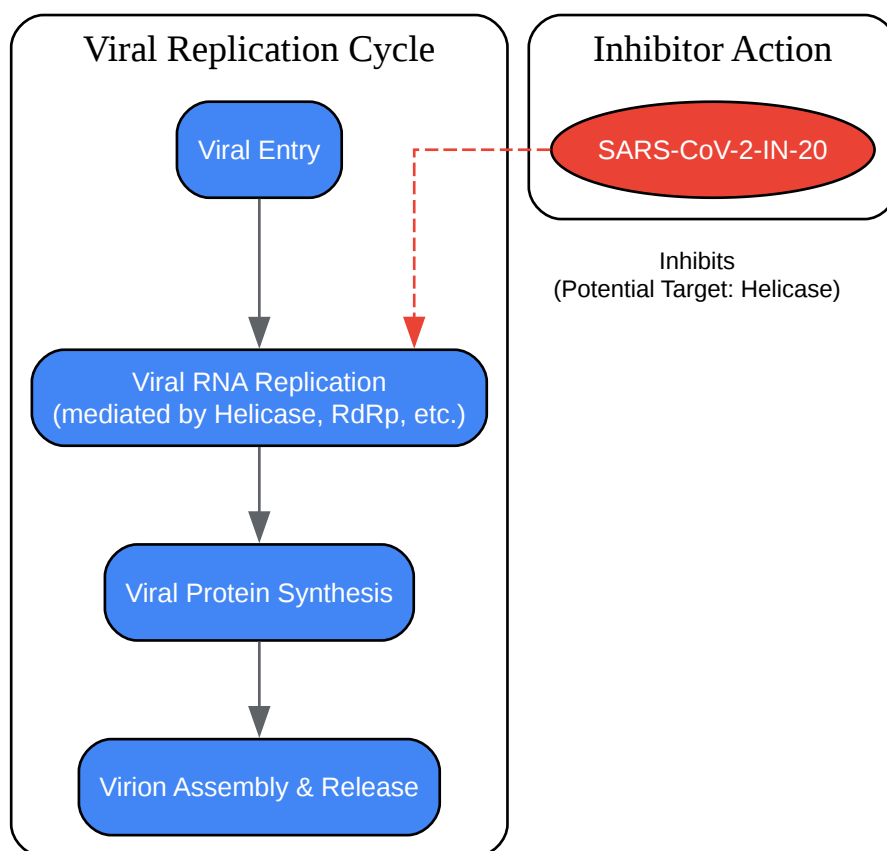 Viral Replication Cycle
Viral Entry
Viral RNA Replication
(mediated by Helicase, RdRp, etc.)
Viral Protein Synthesis
Virion Assembly & Release
Inhibitor Action
SARS-CoV-2-IN-20
Inhibits
(Potential Target: Helicase)